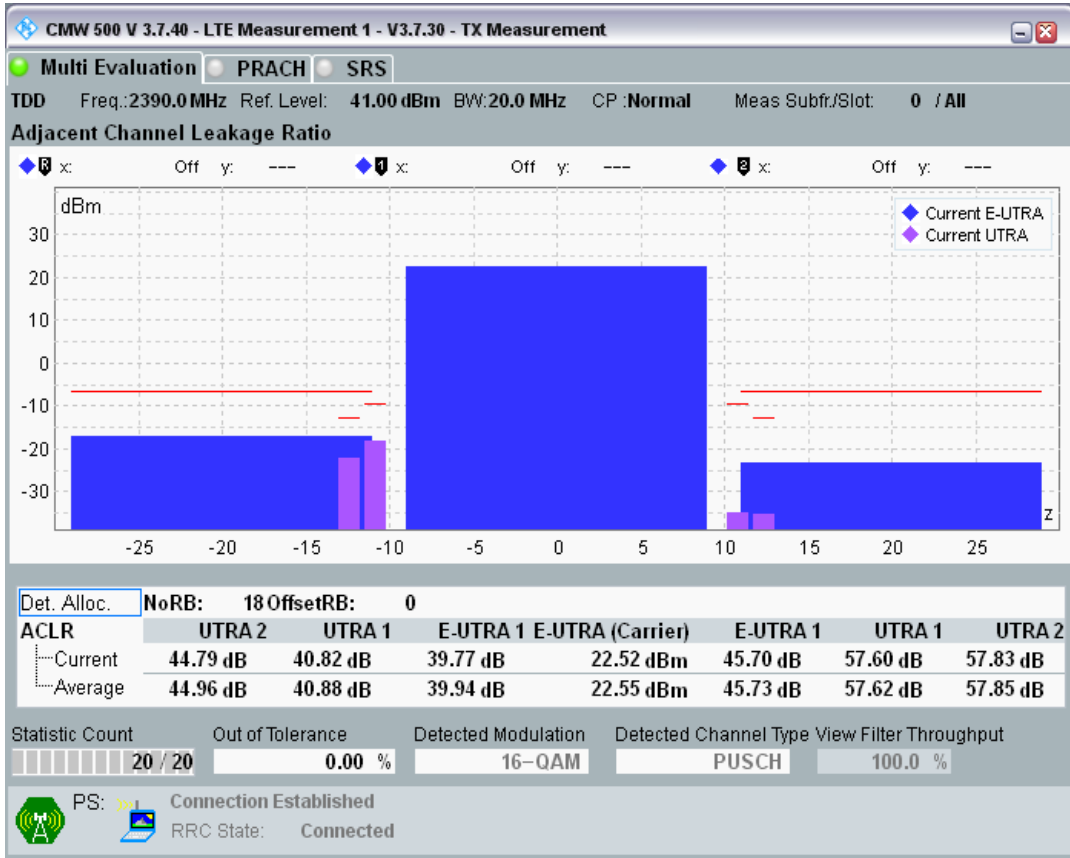 CMW 500 V 3.7.40 - LTE Measurement 1 - V3.7.30 - TX Measurement
Multi Evaluation PRACH SRS
TDD Freq.:2390.0 MHz Ref. Level: 41.00 dBm BW:20.0 MHz CP :Normal Meas Subfr./Slot: 0 / All
Adjacent Channel Leakage Ratio
R x: Off y: --- 1 x: Off y: --- 2 x: Off y: ---
dBm
Current E-UTRA
Current UTRA
30
20
10
0
-10
-20
-30
z
-25 -20 -15 -10 -5 0 5 10 15 20 25
Det. Alloc. NoRB: 18 OffsetRB: 0
ACLR UTRA 2 UTRA 1 E-UTRA 1 E-UTRA (Carrier) E-UTRA 1 UTRA 1 UTRA 2
Current 44.79 dB 40.82 dB 39.77 dB 22.52 dBm 45.70 dB 57.60 dB 57.83 dB
Average 44.96 dB 40.88 dB 39.94 dB 22.55 dBm 45.73 dB 57.62 dB 57.85 dB
Statistic Count Out of Tolerance Detected Modulation Detected Channel Type View Filter Throughput
20 / 20 0.00 % 16-QAM PUSCH 100.0 %
PS: Connection Established
RRC State: Connected